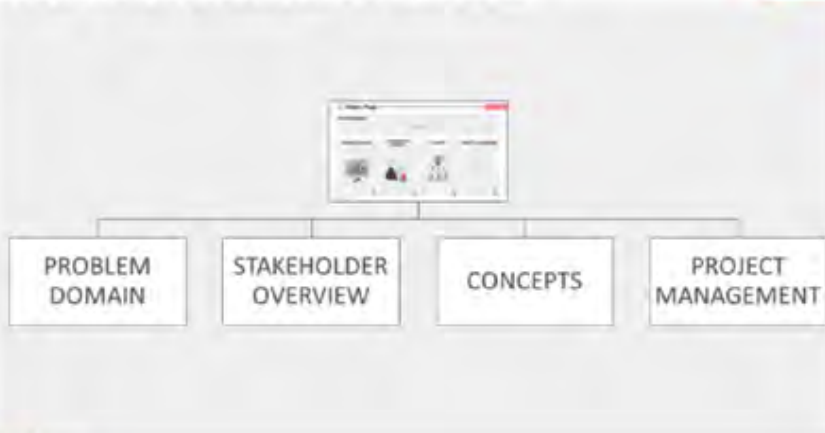 PROBLEM
DOMAIN
STAKEHOLDER
OVERVIEW
CONCEPTS
PROJECT
MANAGEMENT